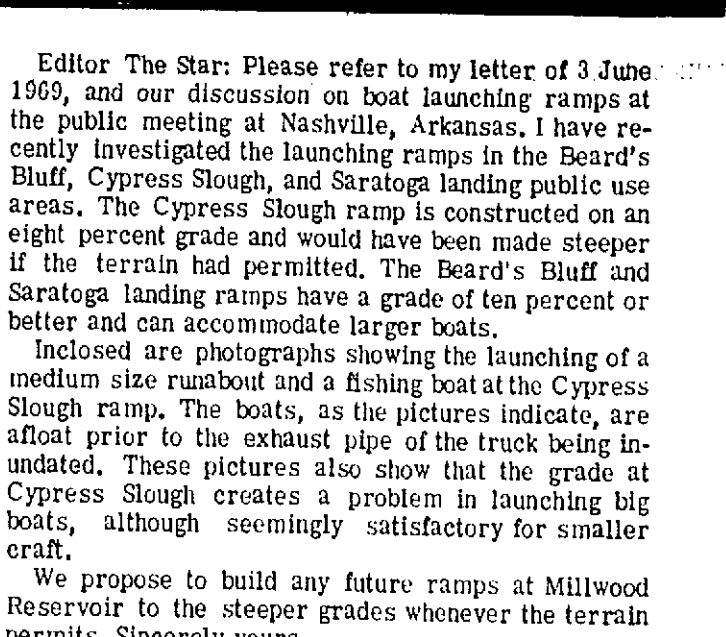 Editor The Star: Please refer to my letter of 3 June
1969, and our discussion on boat launching ramps at
the public meeting at Nashville, Arkansas. I have re-
cently investigated the launching ramps in the Beard's
Bluff, Cypress Slough, and Saratoga landing public use
areas. The Cypress Slough ramp is constructed on an
eight percent grade and would have been made steeper
if the terrain had permitted. The Beard's Bluff and
Saratoga landing ramps have a grade of ten percent or
better and can accommodate larger boats.
Inclosed are photographs showing the launching of a
medium size runabout and a fishing boat at the Cypress
Slough ramp. The boats, as the pictures indicate, are
afloat prior to the exhaust pipe of the truck being in-
undated. These pictures also show that the grade at
Cypress Slough creates a problem in launching big
boats, although seemingly satisfactory for smaller
craft.
We propose to build any future ramps at Millwood
Reservoir to the steeper grades whenever the terrain
permits. Sincerely yours